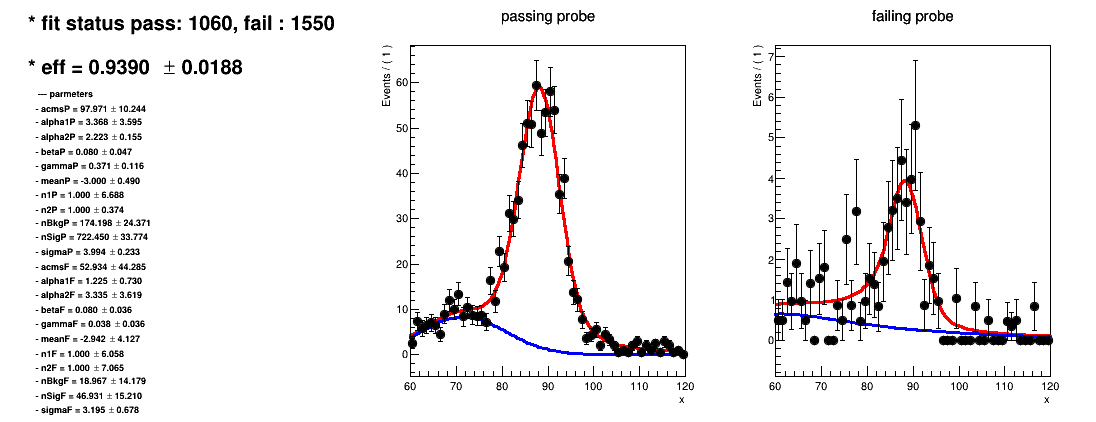 * fit status pass: 1060, fail : 1550
* eff = 0.9390 ± 0.0188
--- parmeters
- acmsP = 97.971 ± 10.244
- alpha1P = 3.368 ± 3.595
- alpha2P = 2.223 ± 0.155
- betaP = 0.080 ± 0.047
- gammaP = 0.371 ± 0.116
- meanP = -3.000 ± 0.490
- n1P = 1.000 ± 6.688
- n2P = 1.000 ± 0.374
- nBkgP = 174.198 ± 24.371
- nSigP = 722.450 ± 33.774
- sigmaP = 3.994 ± 0.233
- acmsF = 52.934 ± 44.285
- alpha1F = 1.225 ± 0.730
- alpha2F = 3.335 ± 3.619
- betaF = 0.080 ± 0.036
- gammaF = 0.038 ± 0.036
- meanF = -2.942 ± 4.127
- n1F = 1.000 ± 6.058
- n2F = 1.000 ± 7.065
- nBkgF = 18.967 ± 14.179
- nSigF = 46.931 ± 15.210
- sigmaF = 3.195 ± 0.678
passing probe
Events / ( 1 )
60
50
40
30
20
10
0
60 70 80 90 100 110 120
x
failing probe
Events / ( 1 )
7
6
5
4
3
2
1
0
60 70 80 90 100 110 120
x